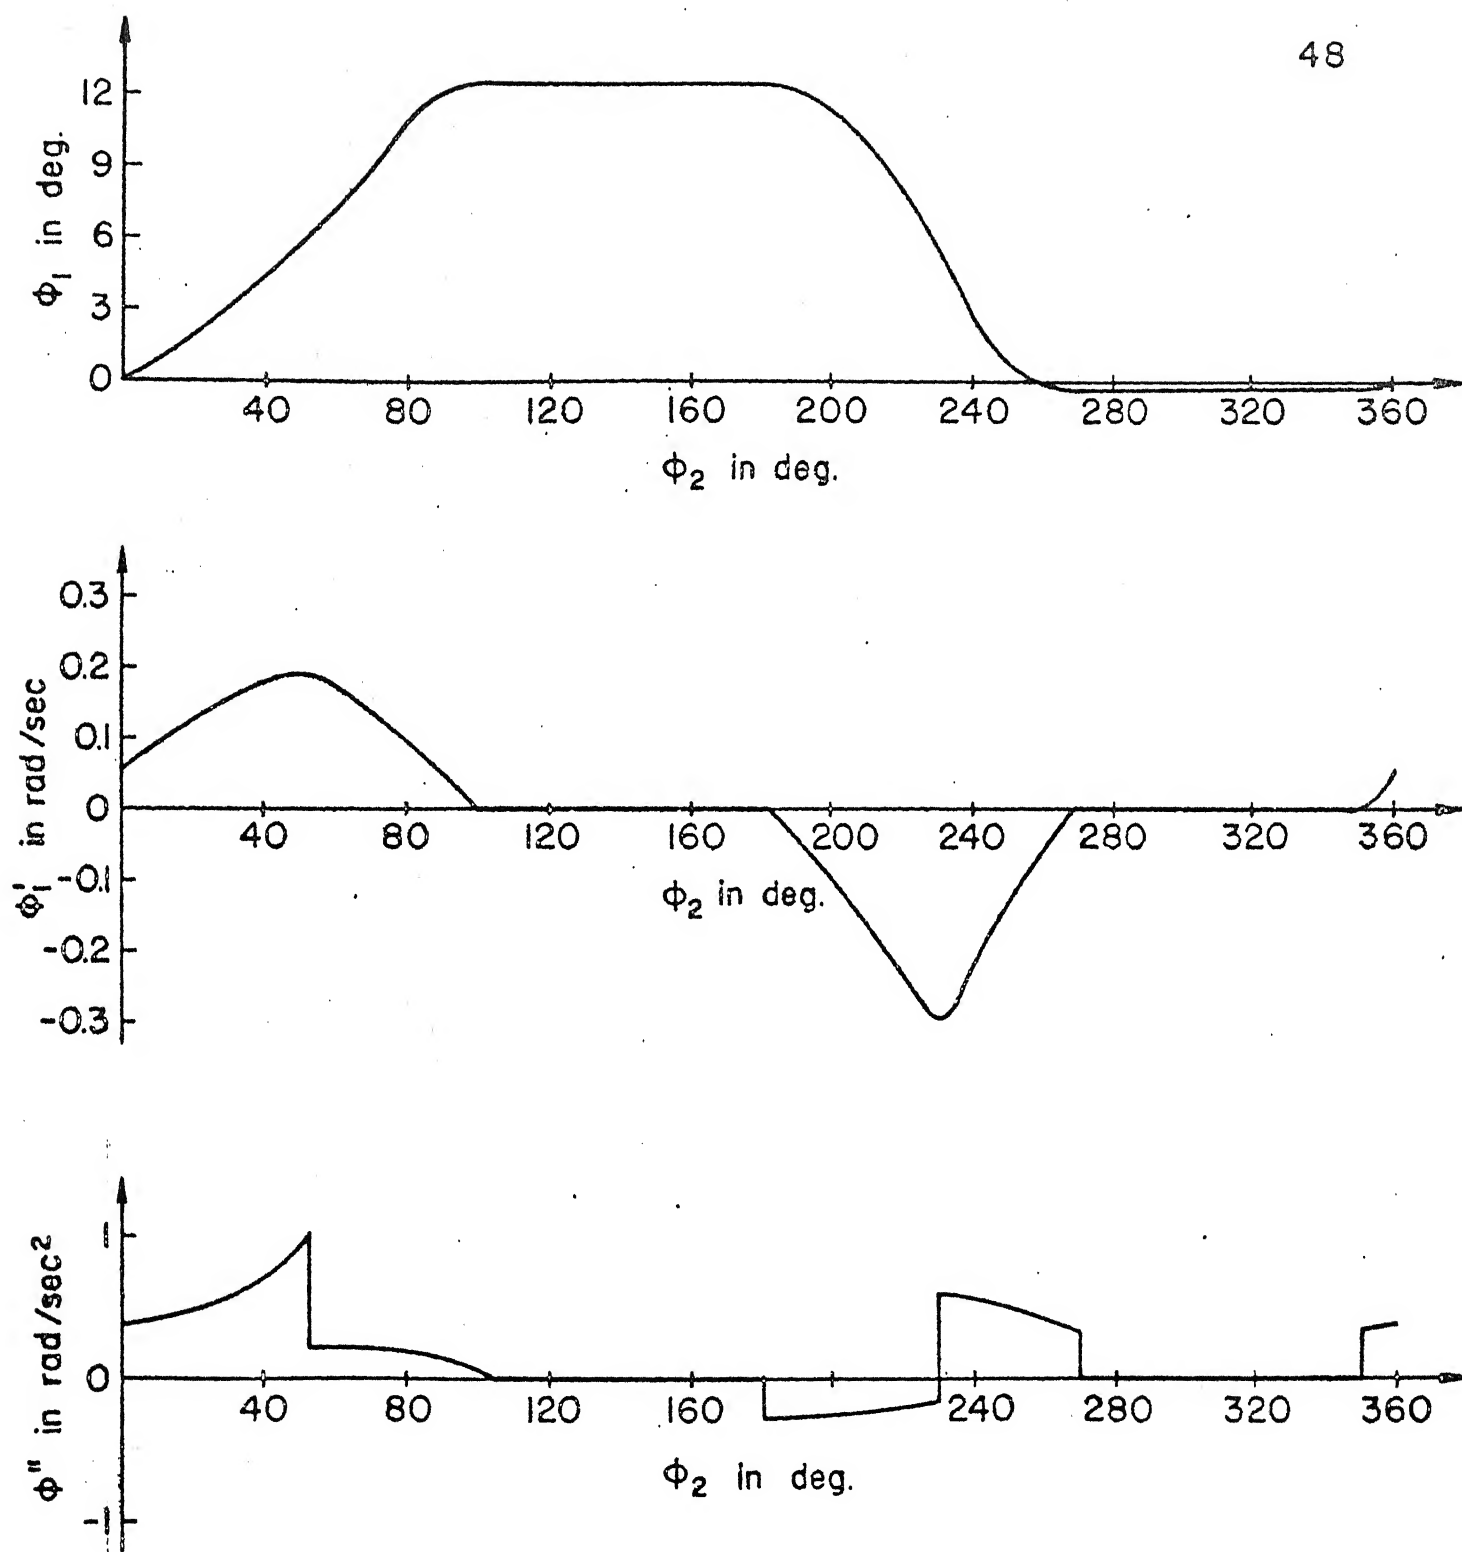 48
12
9
6
3
0
ϕ₁ in deg.
40 80 120 160 200 240 280 320 360
ϕ₂ in deg.
0.3
0.2
0.1
0
-0.1
-0.2
-0.3
ϕ₁' in rad/sec
40 80 120 160 200 240 280 320 360
ϕ₂ in deg.
1
0
-1
ϕ" in rad/sec²
40 80 120 160 240 280 320 360
ϕ₂ in deg.